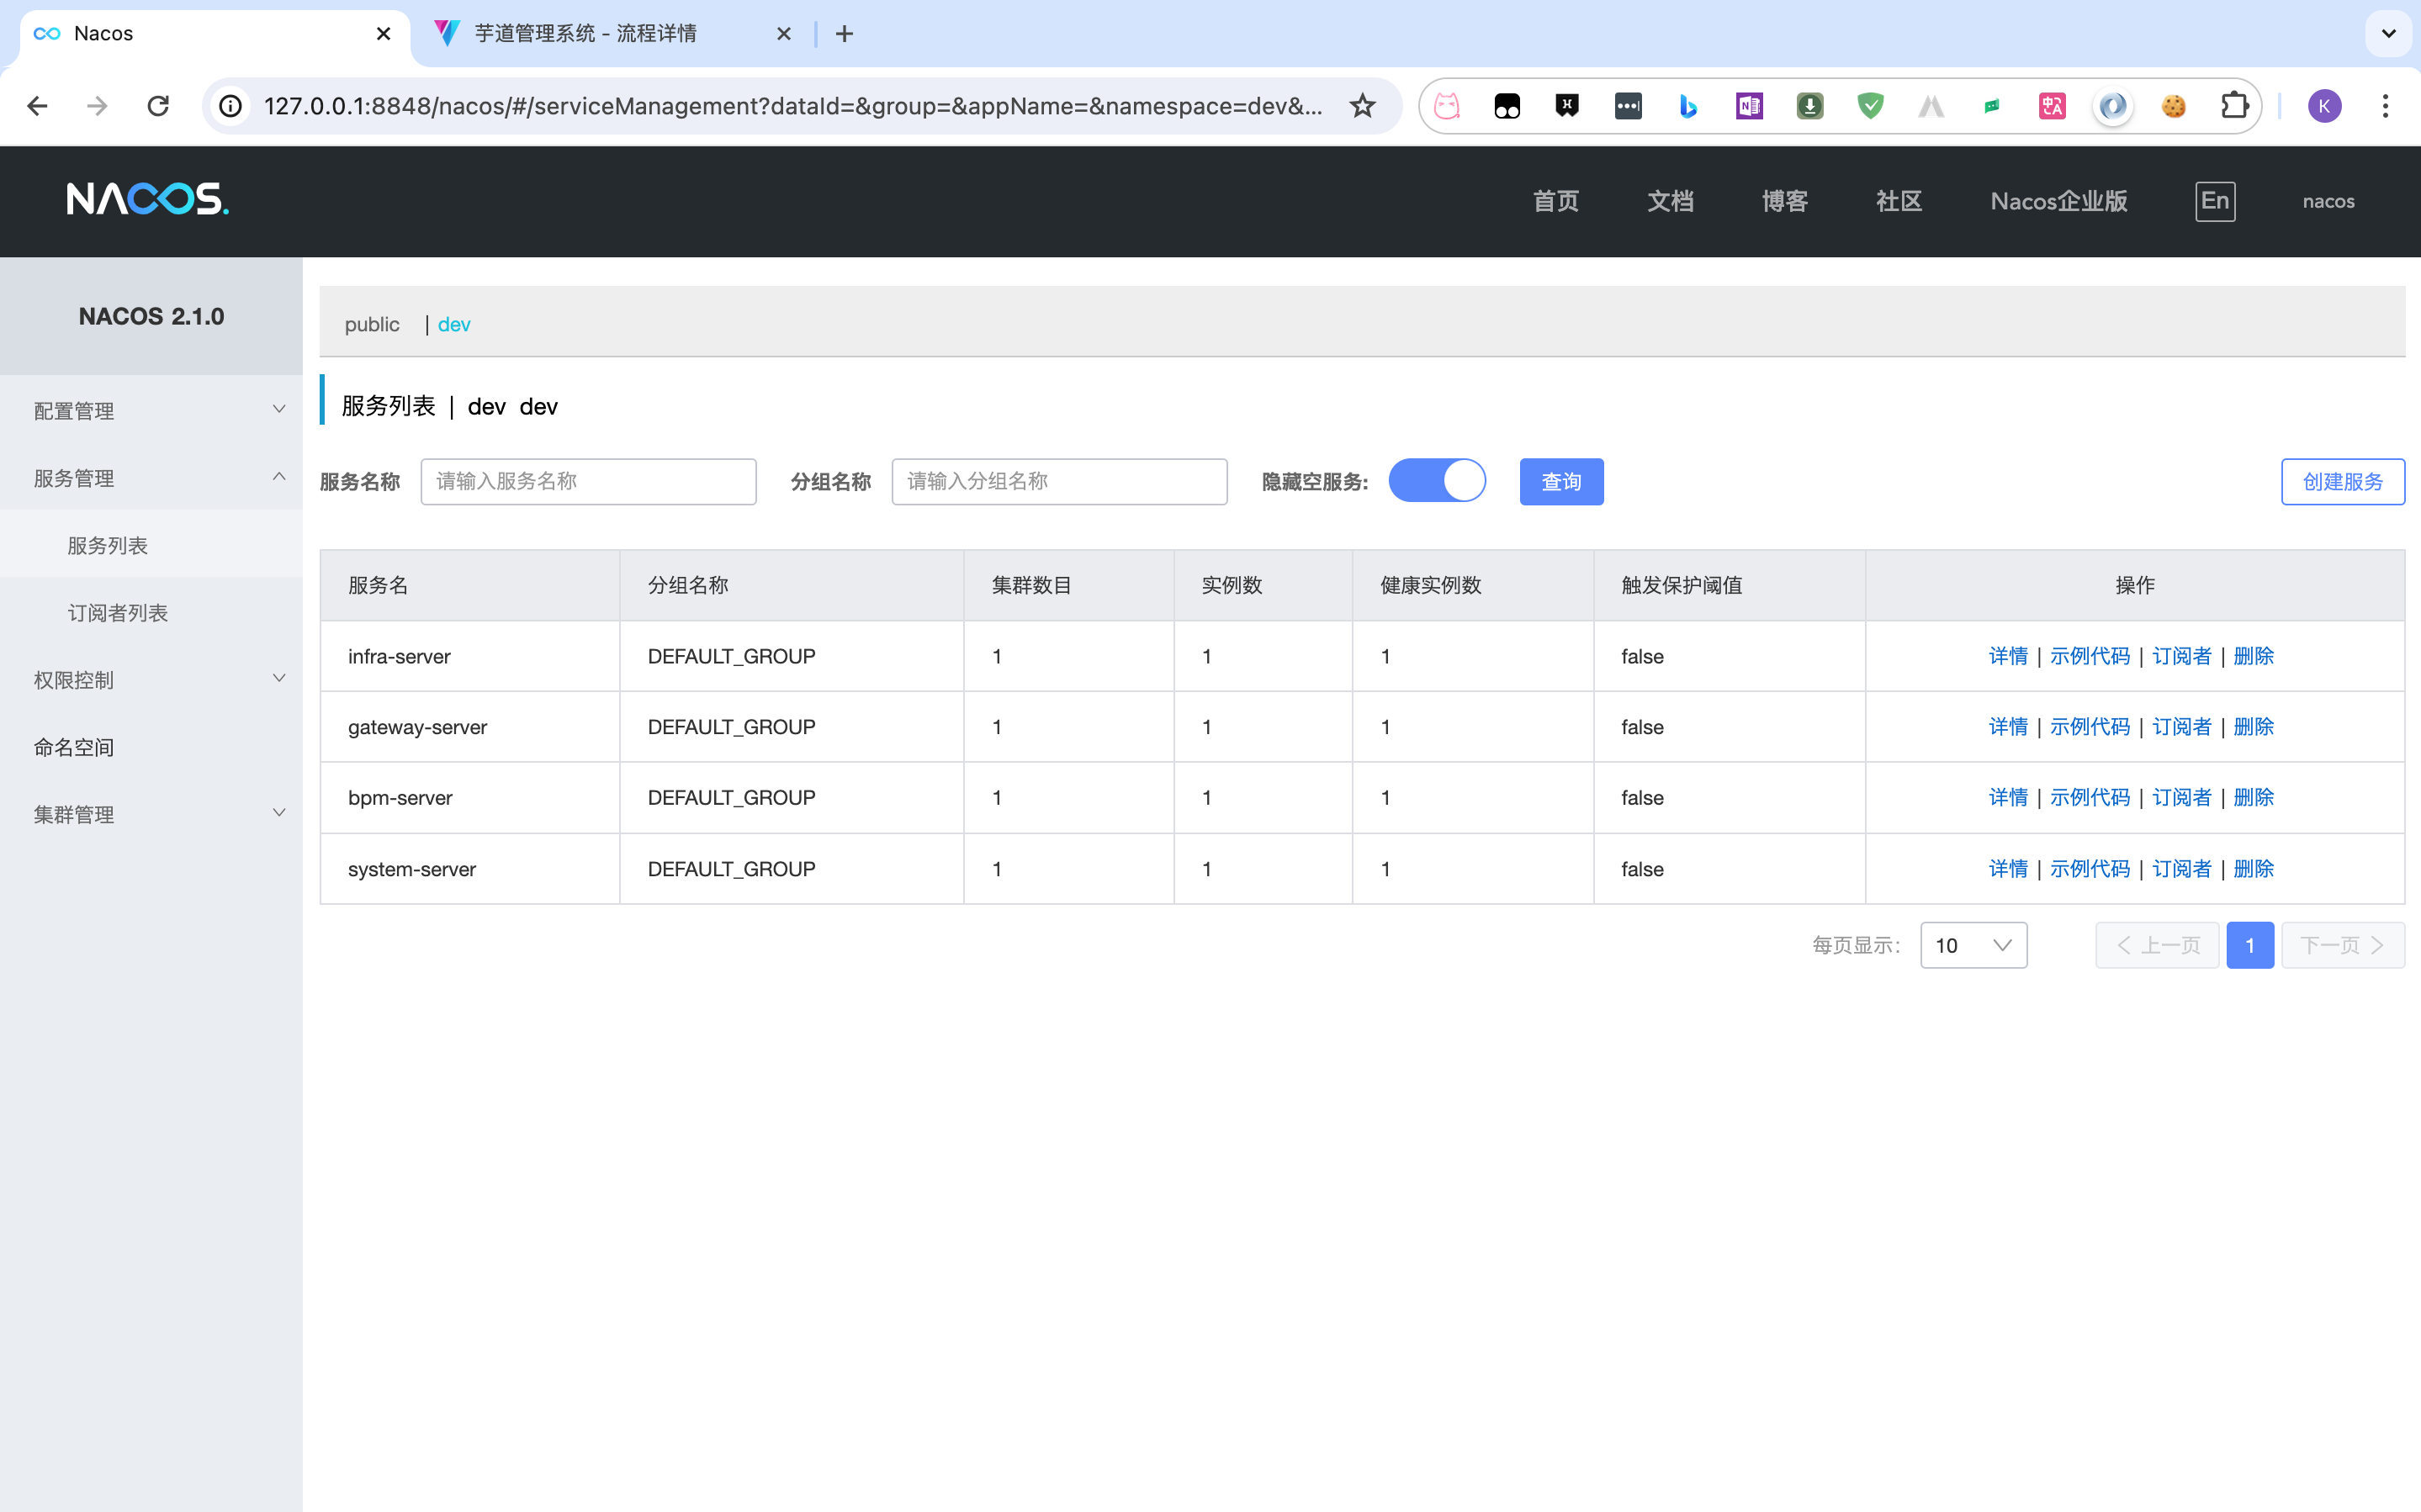 Nacos
芋道管理系统 - 流程详情
127.0.0.1:8848/nacos/#/serviceManagement?dataId=&group=&appName=&namespace=dev&...
K
NACOS.
首页 文档 博客 社区 Nacos企业版 En nacos
NACOS 2.1.0
配置管理
服务管理
服务列表
订阅者列表
权限控制
命名空间
集群管理
public | dev
服务列表 | dev dev
服务名称 请输入服务名称 分组名称 请输入分组名称 隐藏空服务: 查询 创建服务
服务名 分组名称 集群数目 实例数 健康实例数 触发保护阈值 操作
infra-server DEFAULT_GROUP 1 1 1 false 详情 | 示例代码 | 订阅者 | 删除
gateway-server DEFAULT_GROUP 1 1 1 false 详情 | 示例代码 | 订阅者 | 删除
bpm-server DEFAULT_GROUP 1 1 1 false 详情 | 示例代码 | 订阅者 | 删除
system-server DEFAULT_GROUP 1 1 1 false 详情 | 示例代码 | 订阅者 | 删除
每页显示: 10 上一页 1 下一页